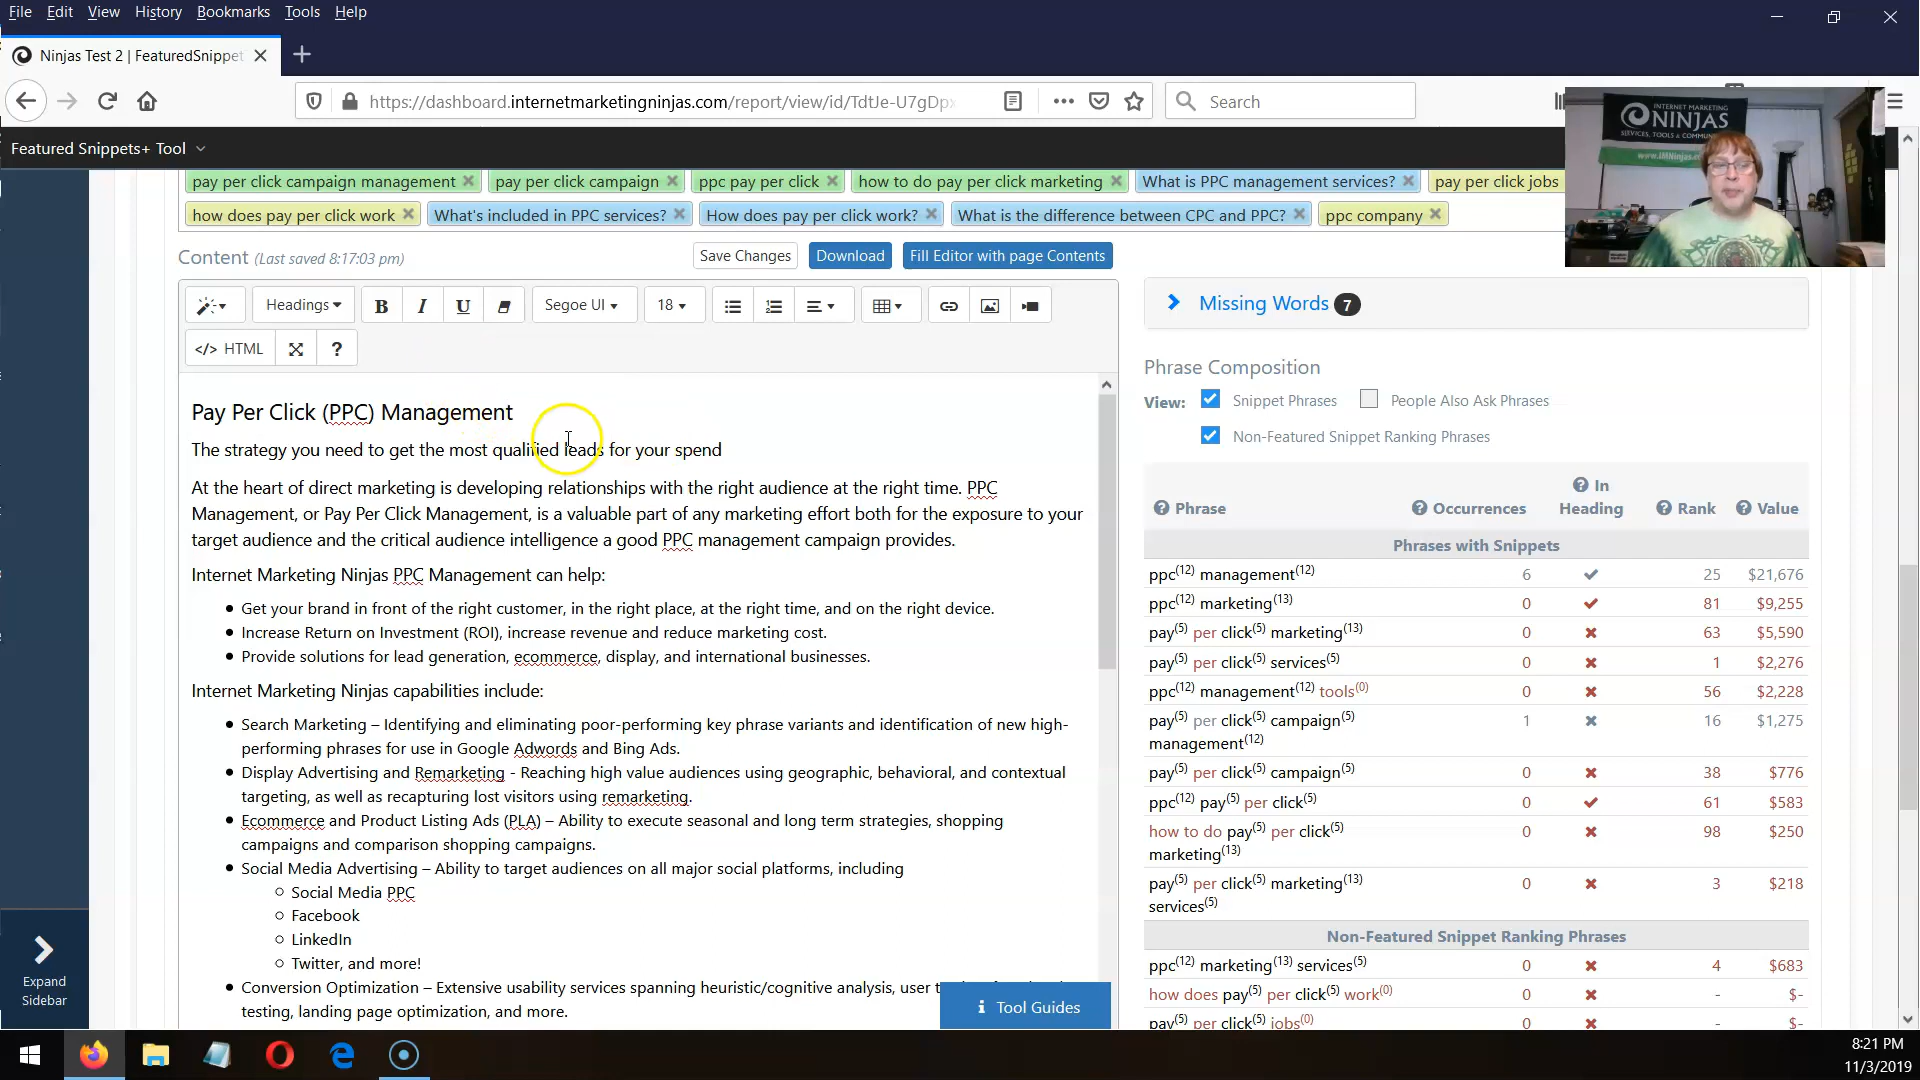 File Edit View History Bookmarks Tools Help
Ninjas Test 2 | FeaturedSnippet
https://dashboard.internetmarketingninjas.com/report/view/id/TdtJe-U7gDpx
Search
INTERNET MARKETING
NINJAS
SERVICES, TOOLS & COMMUN
Featured Snippets+ Tool
pay per click campaign management pay per click campaign ppc pay per click how to do pay per click marketing What is PPC management services? pay per click jobs
how does pay per click work What's included in PPC services? How does pay per click work? What is the difference between CPC and PPC? ppc company
Content (Last saved 8:17:03 pm) Save Changes Download Fill Editor with page Contents
Headings B I U Segoe UI 18
</> HTML ?
Pay Per Click (PPC) Management
The strategy you need to get the most qualified leads for your spend
At the heart of direct marketing is developing relationships with the right audience at the right time. PPC
Management, or Pay Per Click Management, is a valuable part of any marketing effort both for the exposure to your
target audience and the critical audience intelligence a good PPC management campaign provides.
Internet Marketing Ninjas PPC Management can help:
Get your brand in front of the right customer, in the right place, at the right time, and on the right device.
Increase Return on Investment (ROI), increase revenue and reduce marketing cost.
Provide solutions for lead generation, ecommerce, display, and international businesses.
Internet Marketing Ninjas capabilities include:
Search Marketing – Identifying and eliminating poor-performing key phrase variants and identification of new high-
performing phrases for use in Google Adwords and Bing Ads.
Display Advertising and Remarketing - Reaching high value audiences using geographic, behavioral, and contextual
targeting, as well as recapturing lost visitors using remarketing.
Ecommerce and Product Listing Ads (PLA) – Ability to execute seasonal and long term strategies, shopping
campaigns and comparison shopping campaigns.
Social Media Advertising – Ability to target audiences on all major social platforms, including
Social Media PPC
Facebook
LinkedIn
Twitter, and more!
Conversion Optimization – Extensive usability services spanning heuristic/cognitive analysis, user
testing, landing page optimization, and more.
Tool Guides
Expand
Sidebar
Missing Words 7
Phrase Composition
View: Snippet Phrases People Also Ask Phrases
Non-Featured Snippet Ranking Phrases
Phrase Occurrences In Heading Rank Value
Phrases with Snippets
ppc(12) management(12) 6 25 $21,676
ppc(12) marketing(13) 0 81 $9,255
pay(5) per click(5) marketing(13) 0 63 $5,590
pay(5) per click(5) services(5) 0 1 $2,276
ppc(12) management(12) tools(0) 0 56 $2,228
pay(5) per click(5) campaign(5) 1 16 $1,275
management(12)
pay(5) per click(5) campaign(5) 0 38 $776
ppc(12) pay(5) per click(5) 0 61 $583
how to do pay(5) per click(5) 0 98 $250
marketing(13)
pay(5) per click(5) marketing(13) 0 3 $218
services(5)
Non-Featured Snippet Ranking Phrases
ppc(12) marketing(13) services(5) 0 4 $683
how does pay(5) per click(5) work(0) 0 - $-
pay(5) per click(5) jobs(0) 0 - $-
8:21 PM
11/3/2019